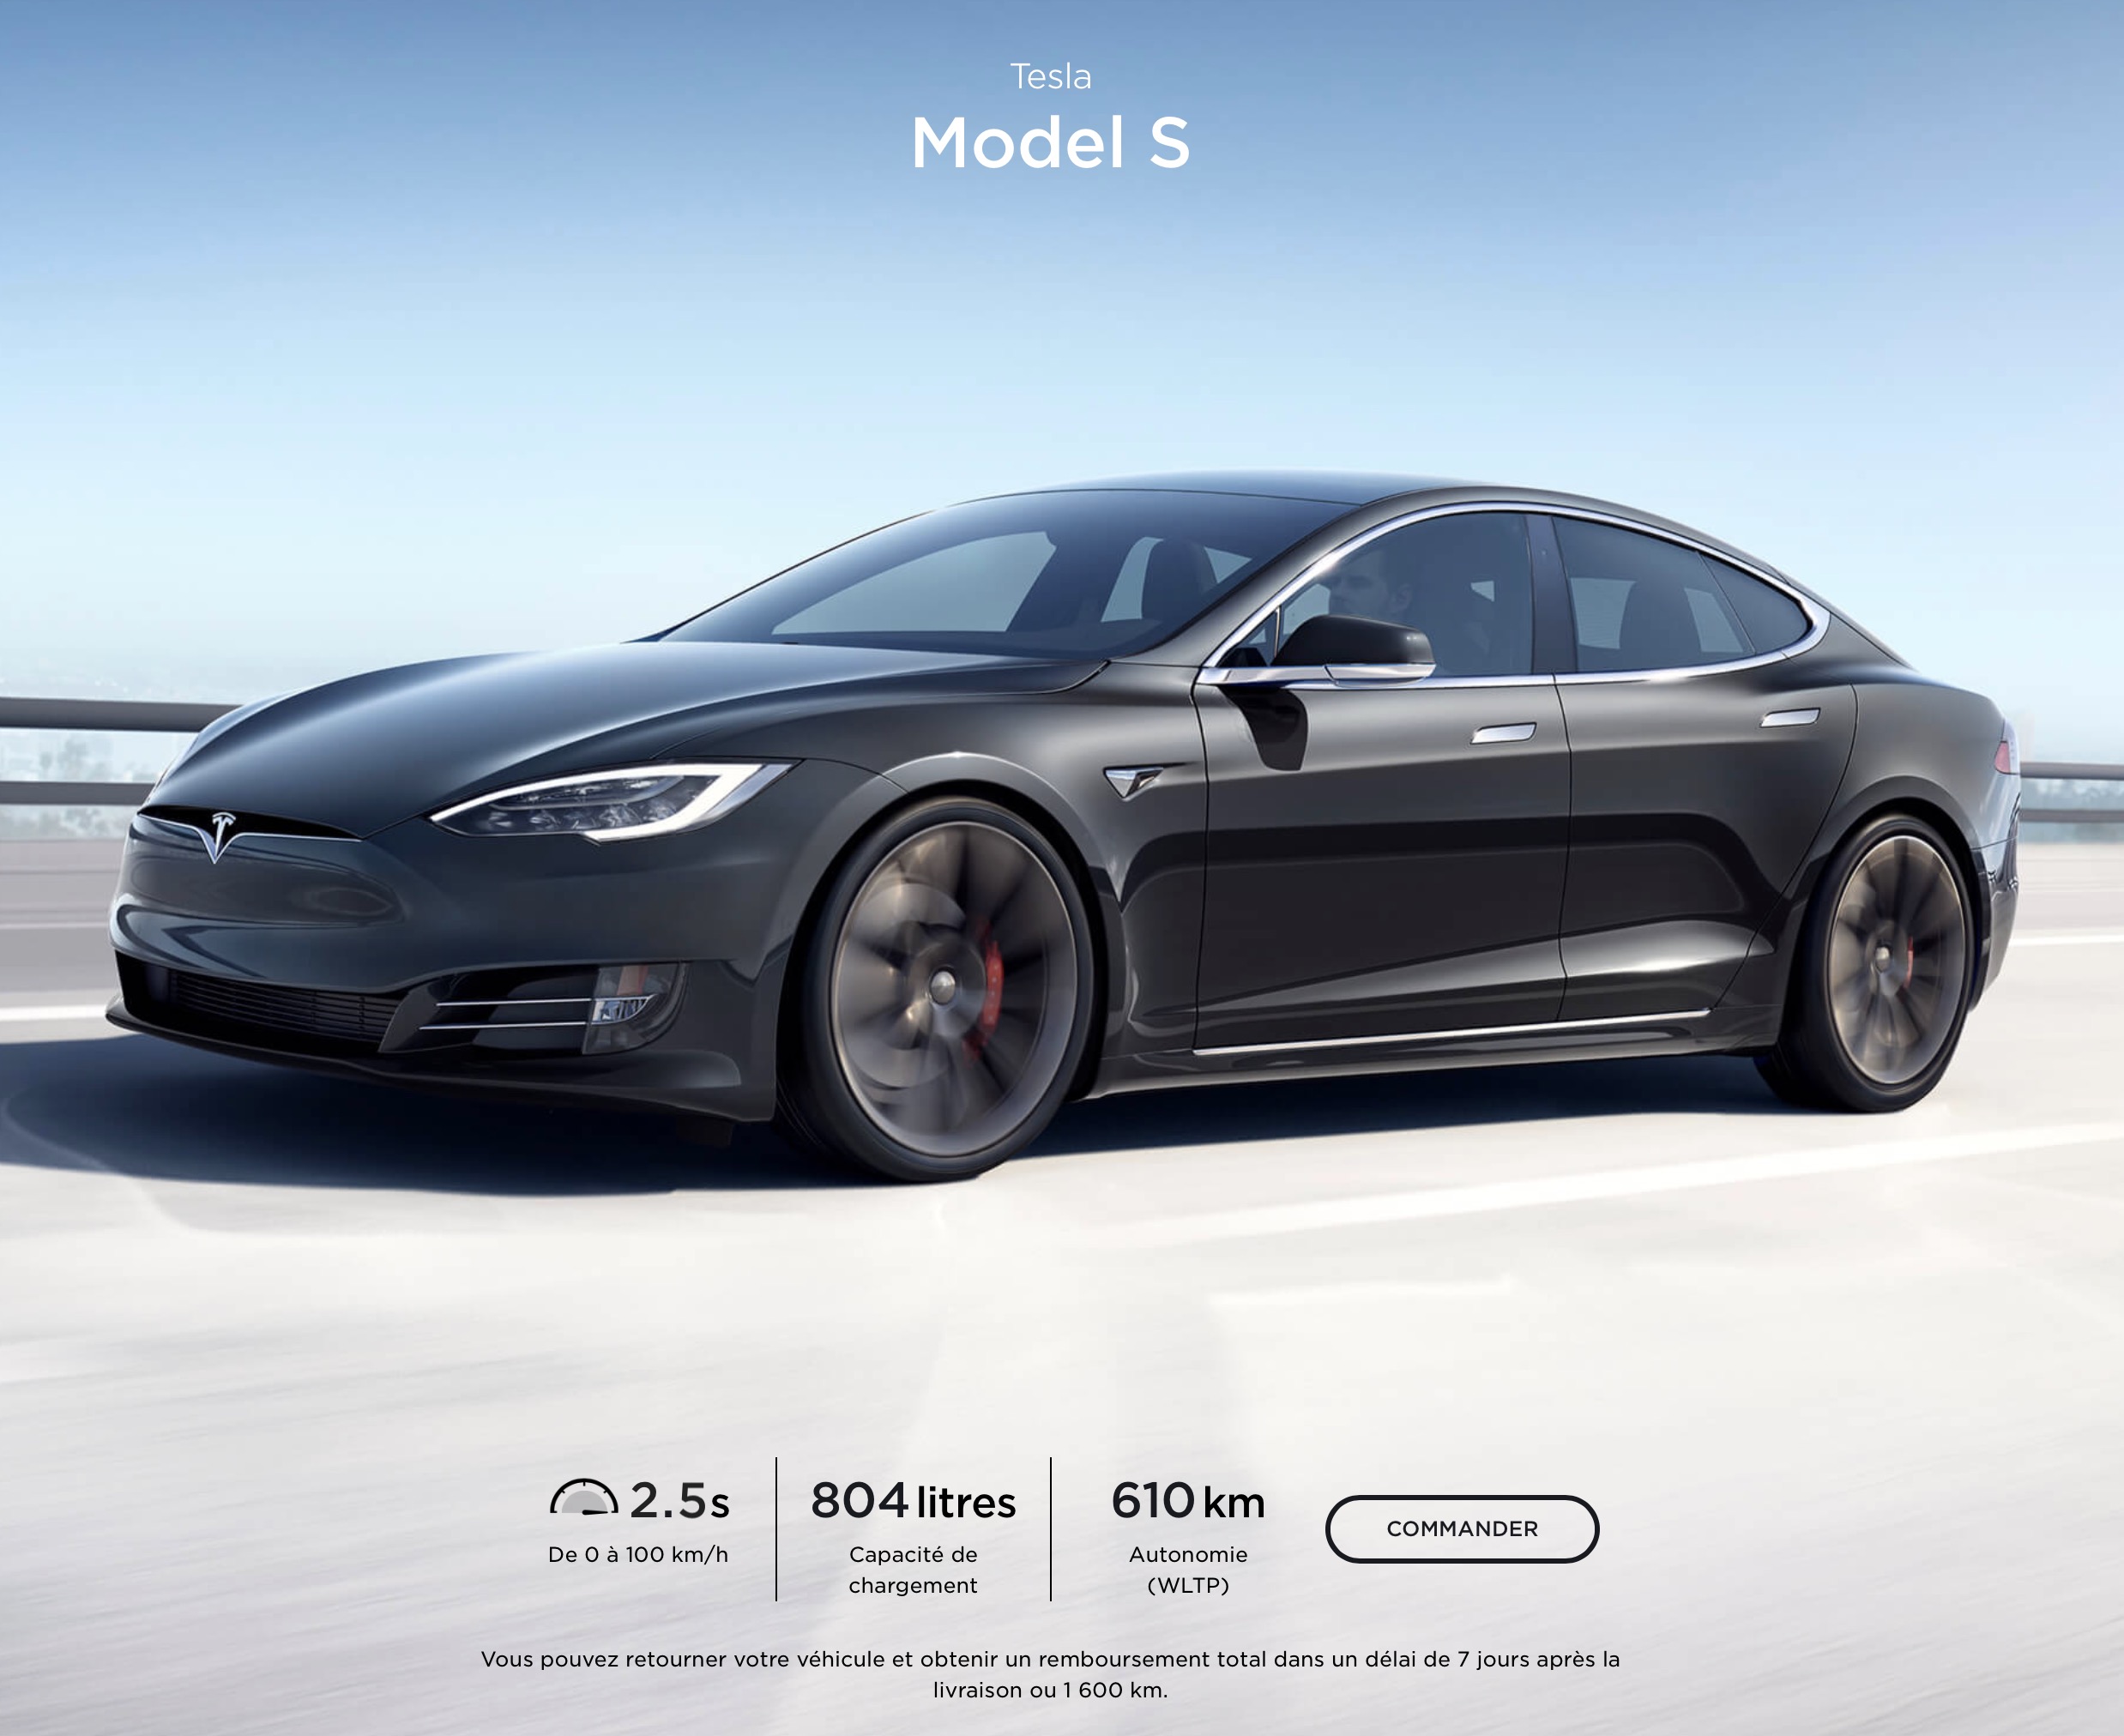 Tesla
Model S
2.5s
De 0 à 100 km/h
804 litres
Capacité de
chargement
610 km
Autonomie
(WLTP)
COMMANDER
Vous pouvez retourner votre véhicule et obtenir un remboursement total dans un délai de 7 jours après la
livraison ou 1 600 km.